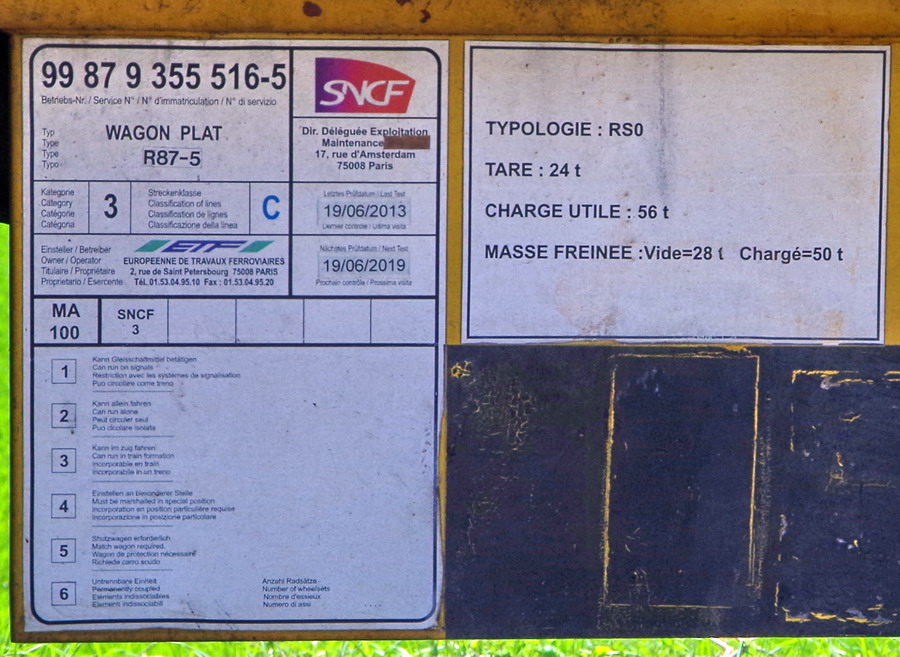 99 87 9 355 516-5
Betriebs-Nr. / Service N° / N° d'immatriculation / N° di servizio
Typ
Type
Type
Typo
WAGON PLAT
R87-5
SNCF
Dir. Déléguée Exploitation
Maintenance
17, rue d'Amsterdam
75008 Paris
Kategorie
Category
Catégorie
Catégoria
3
Streckenklasse
Classification of lines
Classification de lignes
Classificazione della linea
C
Letztes Prüfdatum / Last Test
19/06/2013
Dernier contrôle / Ultima visita
Einsteller / Betreiber
Owner / Operator
Titulaire / Propriétaire
Proprietario / Esercente
ETF
EUROPEENNE DE TRAVAUX FERROVIAIRES
2, rue de Saint Petersbourg 75008 PARIS
Tél. 01.53.04.95.10 Fax : 01.53.04.95.20
Nächstes Prüfdatum / Next Test
19/06/2019
Prochain contrôle / Prossima visita
MA
100
SNCF
3
1
Kann Gleisschaltmittel betätigen
Can run on signals
Restriction avec les systèmes de signalisation
Puo circolare come treno
2
Kann allein fahren
Can run alone
Peut circuler seul
Puo cicolare isolata
3
Kann im zug fahren
Can run in train formation
Incorporable en train
Incorporabile in un treno
4
Einstellen an besonderer Stelle
Must be marshalled in special position
Incorporation en position particulière requise
Incorporazione in posizione particolare
5
Shutzwagen erforderlich
Match wagon required.
Wagon de protection nécessaire
Richiede carro scudo
6
Untrennbare Einheit
Permanently coupled
Eléments indissociables
Elementi indissociabili
Anzahl Radsätze
Number of wheelsets
Nombre d'essieux
Numero di assi
TYPOLOGIE : RS0
TARE : 24 t
CHARGE UTILE : 56 t
MASSE FREINEE :Vide=28 t Chargé=50 t